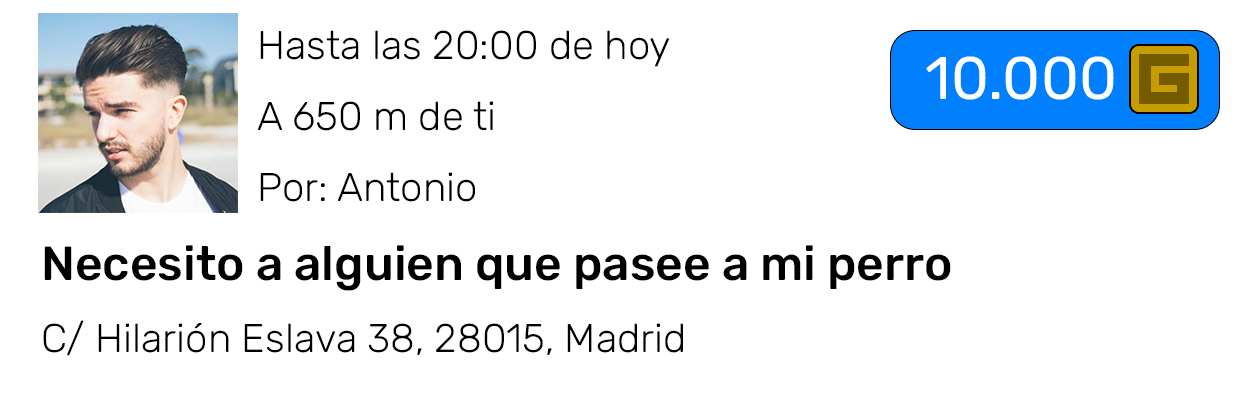 Hasta las 20:00 de hoy
10.000 G
A 650 m de ti
Por: Antonio
Necesito a alguien que pasee a mi perro
C/ Hilarión Eslava 38, 28015, Madrid